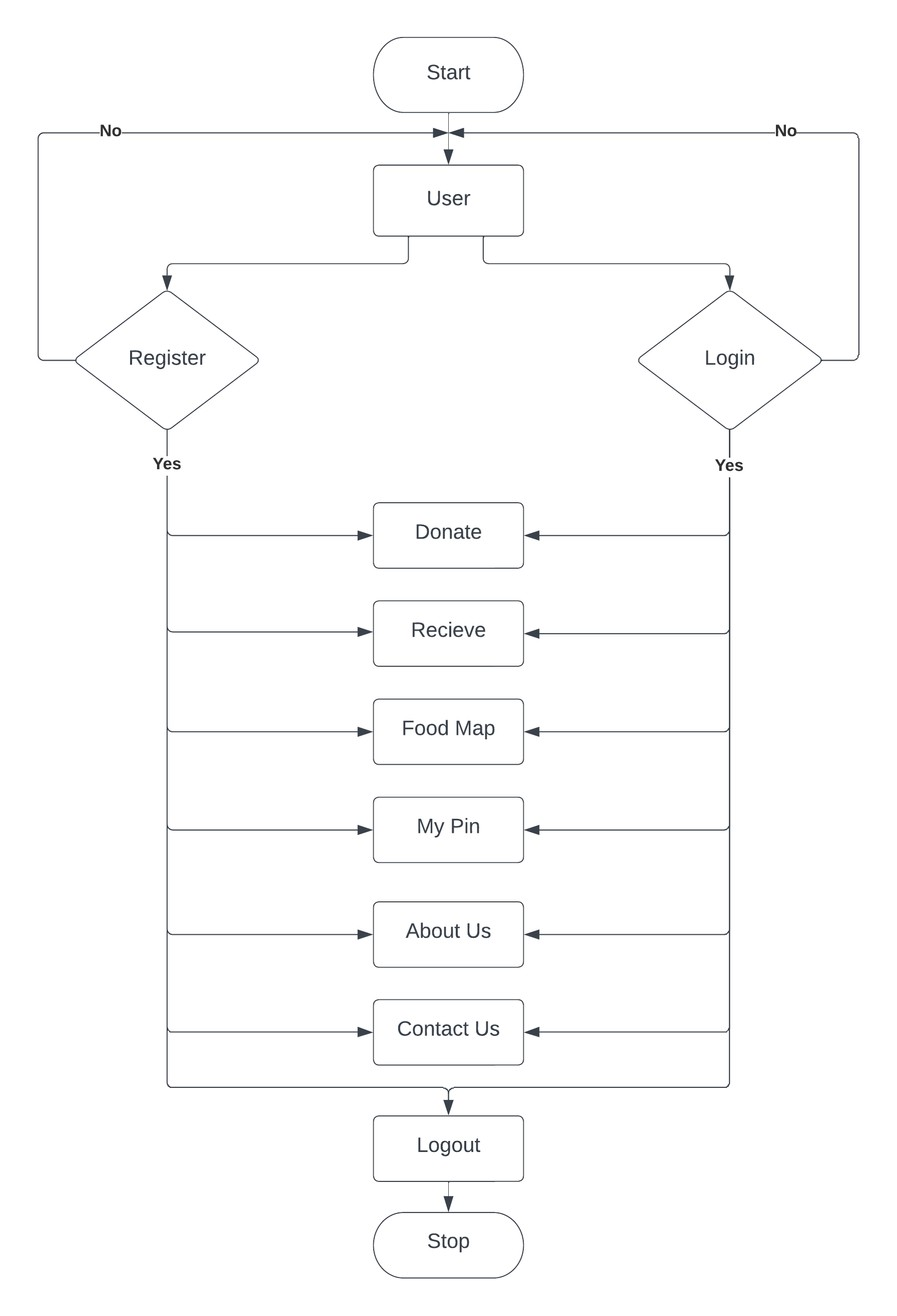 Start
No
No
User
Register
Login
Yes
Yes
Donate
Recieve
Food Map
My Pin
About Us
Contact Us
Logout
Stop